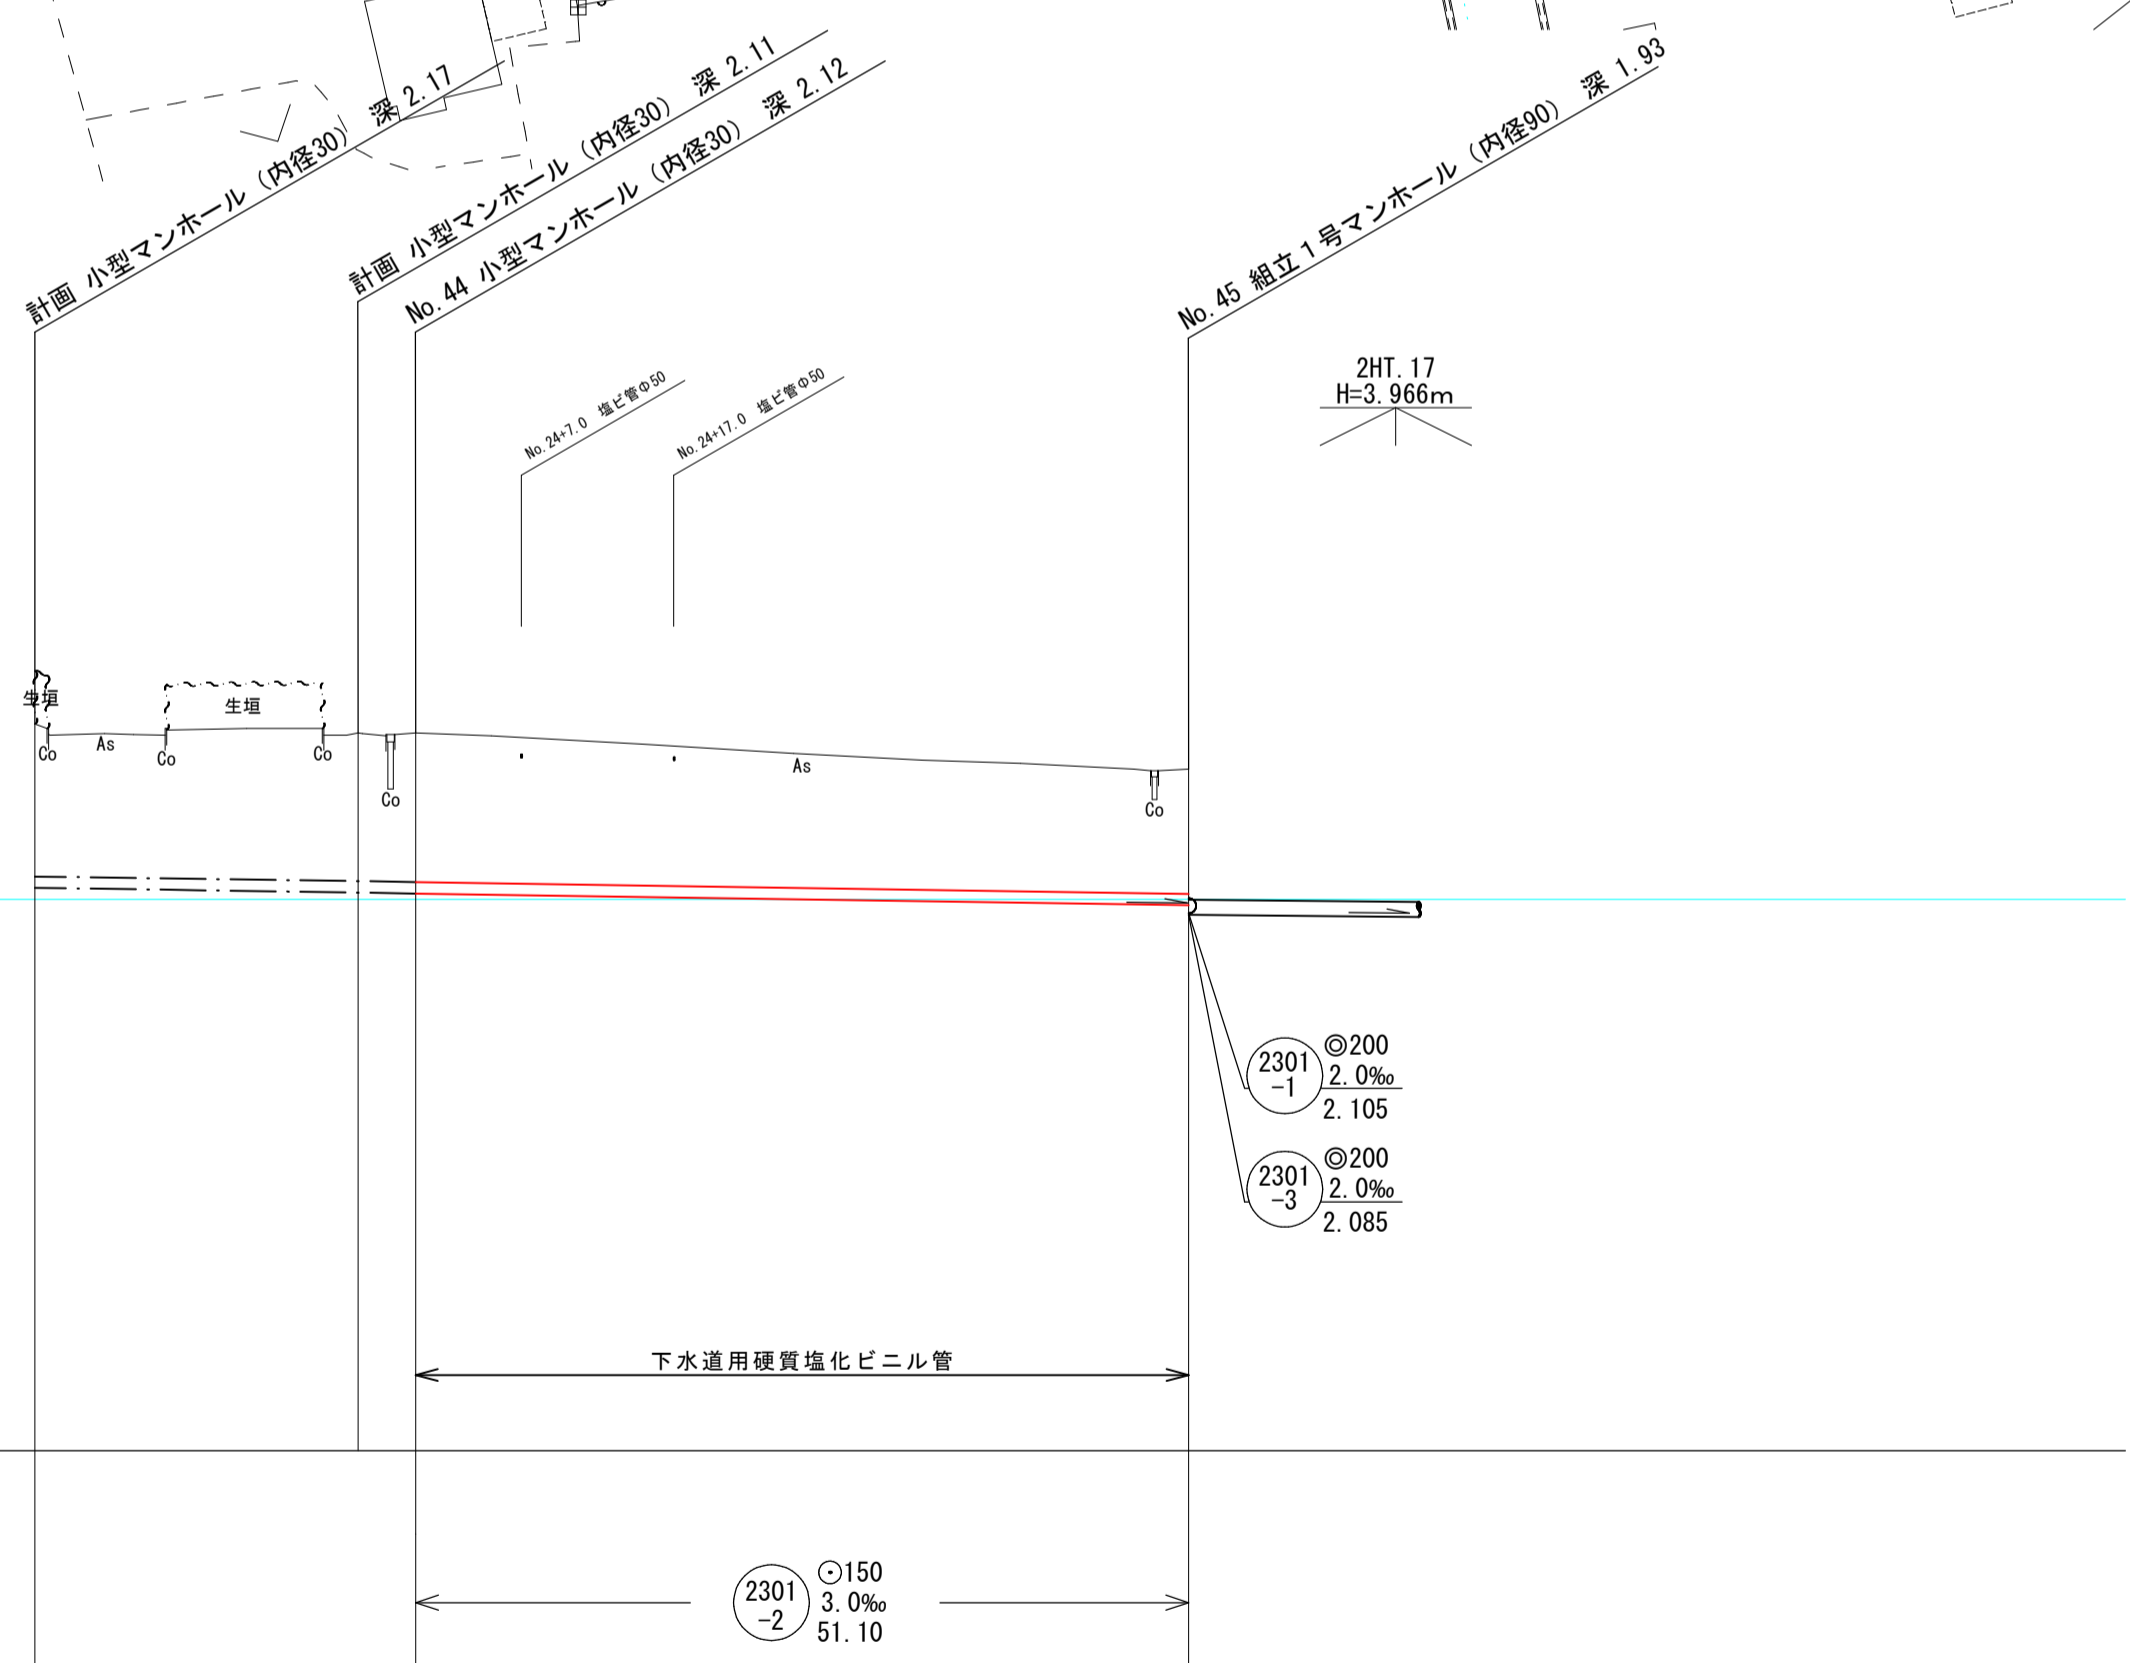 計画 小型マンホール（内径30） 深 2.17
計画 小型マンホール（内径30） 深 2.11
No.44 小型マンホール（内径30） 深 2.12
No.45 組立１号マンホール（内径90） 深 1.93
No.24+7.0 塩ビ管Φ50
No.24+17.0 塩ビ管Φ50
2HT.17
H=3.966m
生垣
生垣
Co
As
Co
Co
Co
As
Co
2301
-1
◎200
2.0‰
2.105
2301
-3
◎200
2.0‰
2.085
下水道用硬質塩化ビニル管
2301
-2
⊙150
3.0‰
51.10